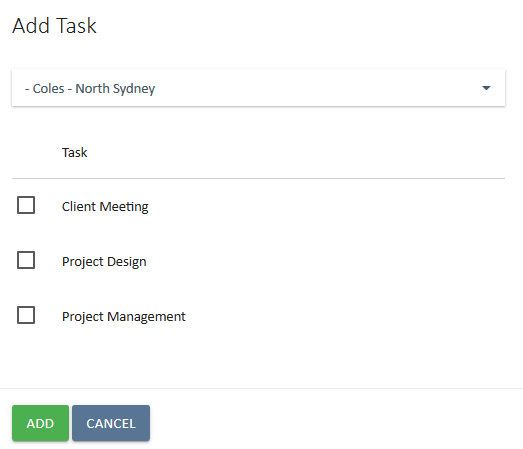 Add Task
- Coles - North Sydney
Task
Client Meeting
Project Design
Project Management
ADD CANCEL